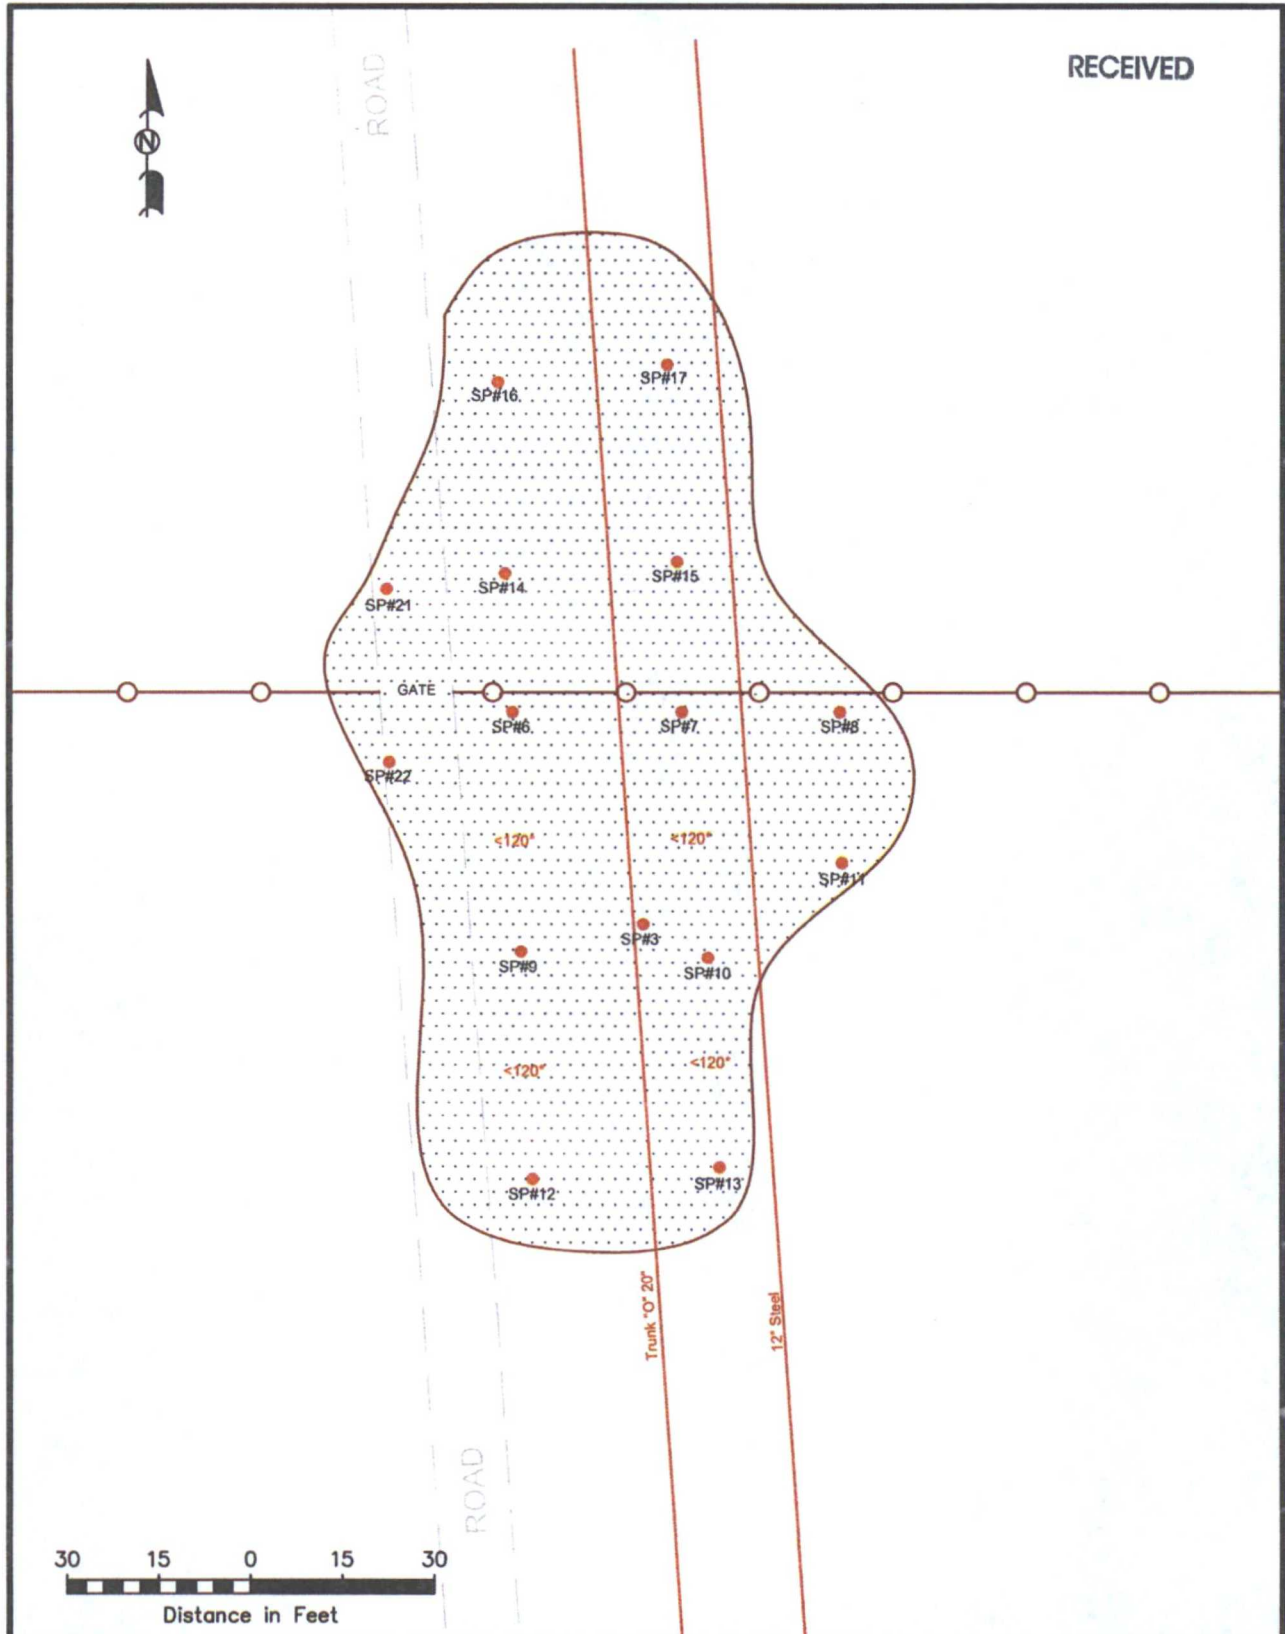 RECEIVED
ROAD
N
SP#17
SP#16
SP#15
SP#14
SP#21
GATE
SP#6
SP#7
SP#8
SP#22
<120"
<120"
SP#11
SP#3
SP#9
SP#10
<120"
<120"
SP#13
SP#12
Trunk "O" 20"
12" Steel
ROAD
30 15 0 15 30
Distance in Feet